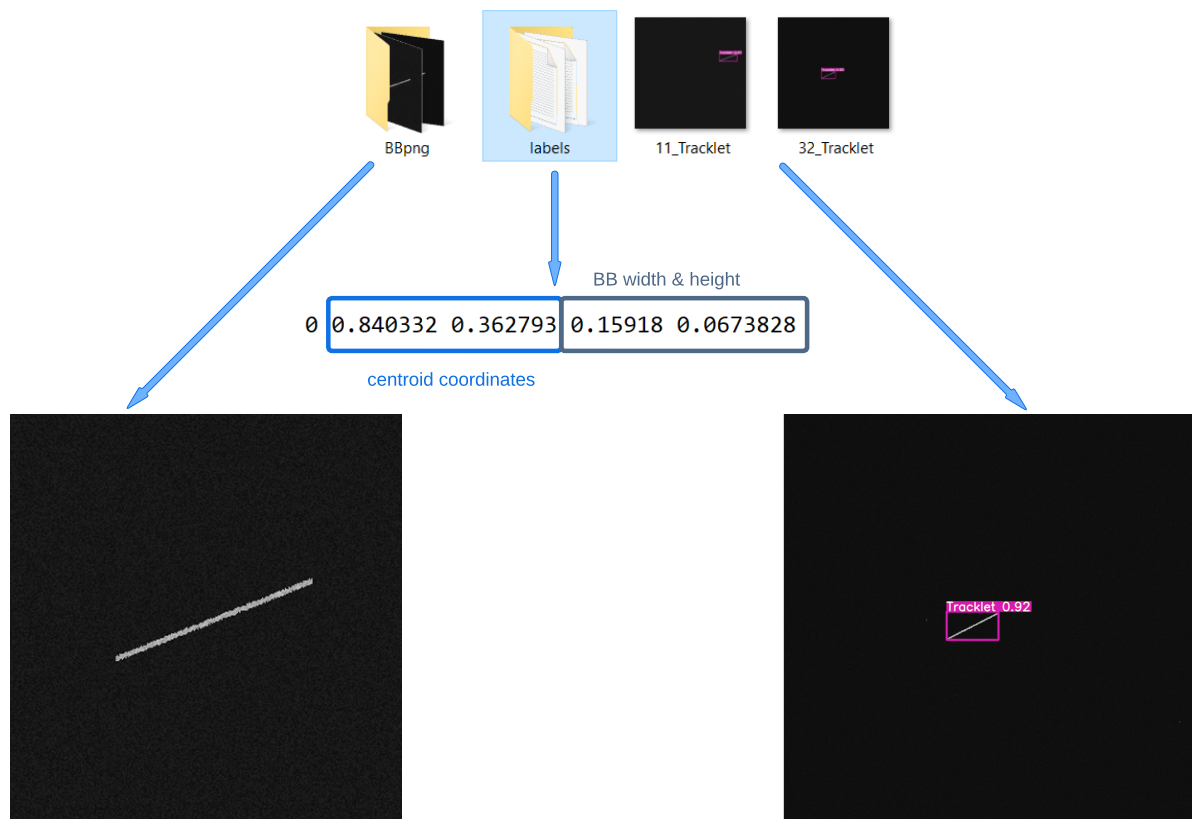 BBpng
labels
11_Tracklet
32_Tracklet
BB width & height
0 0.840332 0.362793 0.15918 0.0673828
centroid coordinates
Tracklet 0.92